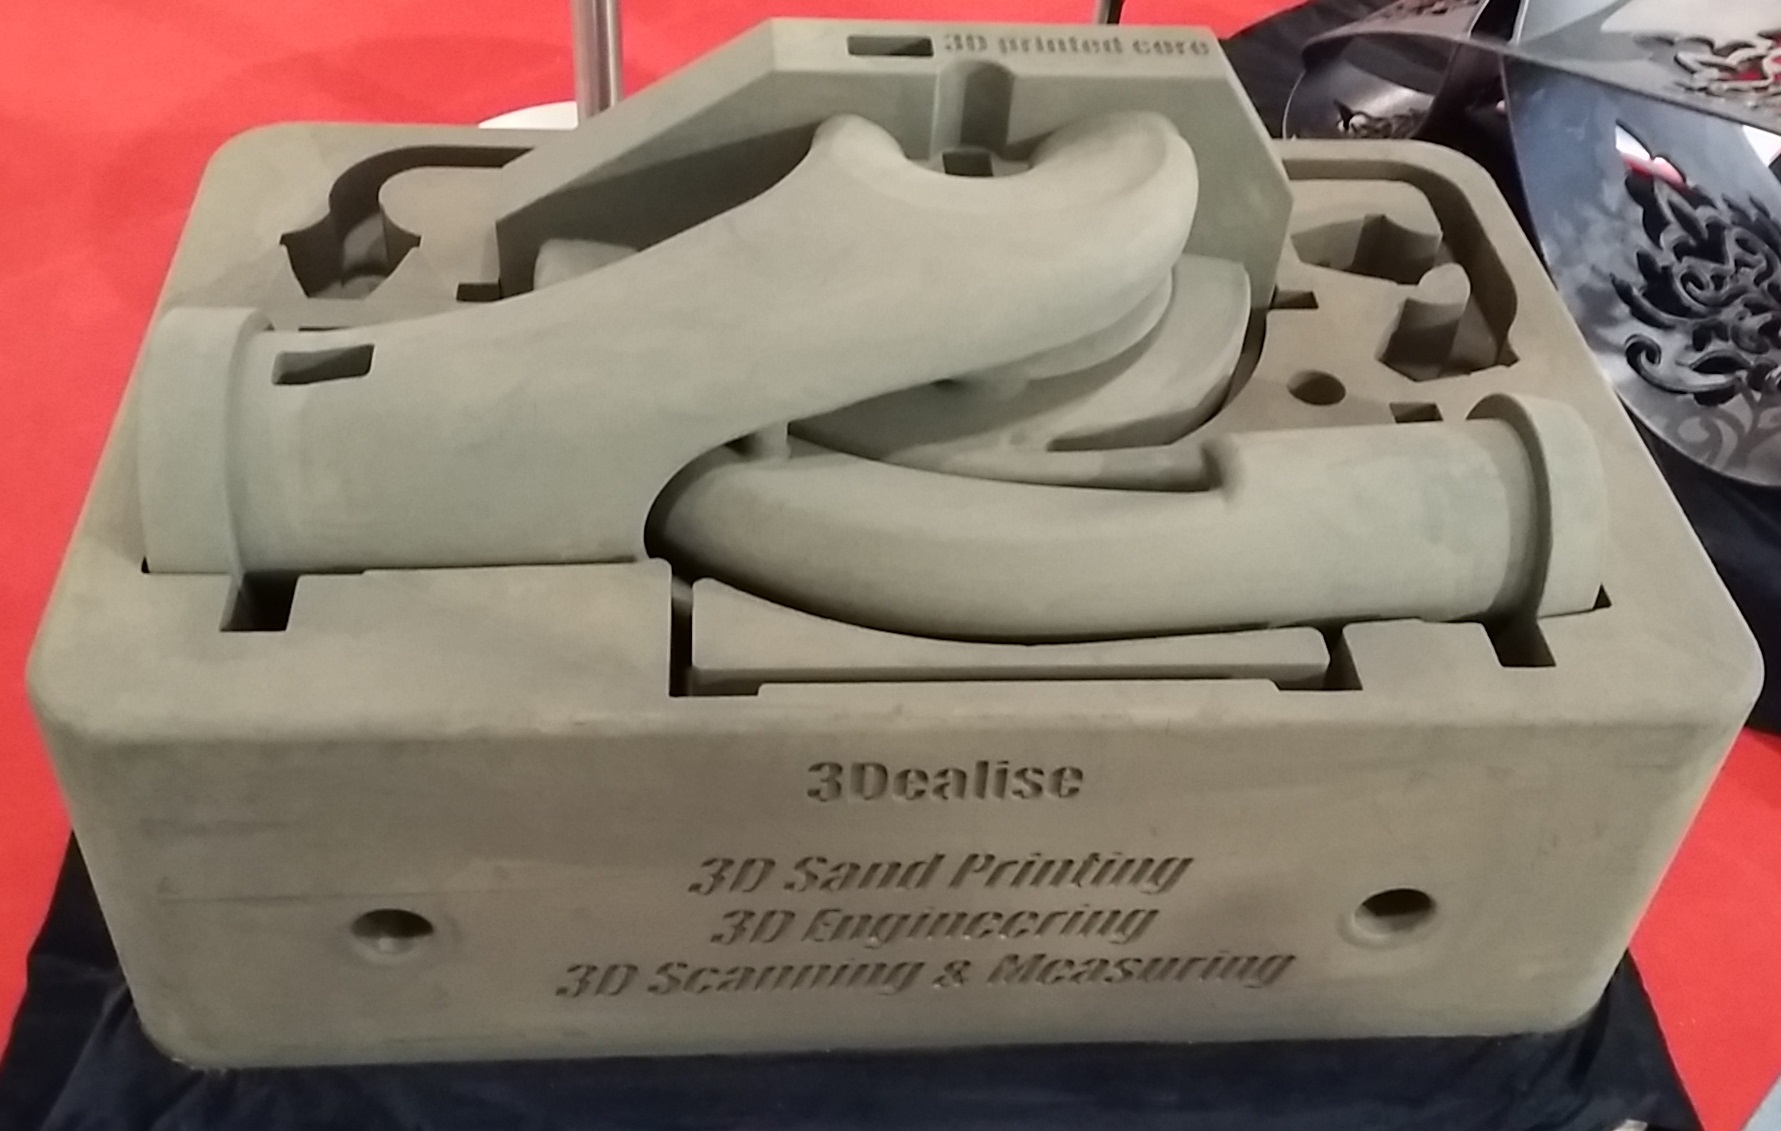 3D printed core
3Dealise
3D Sand Printing
3D Engineering
3D Scanning & Measuring